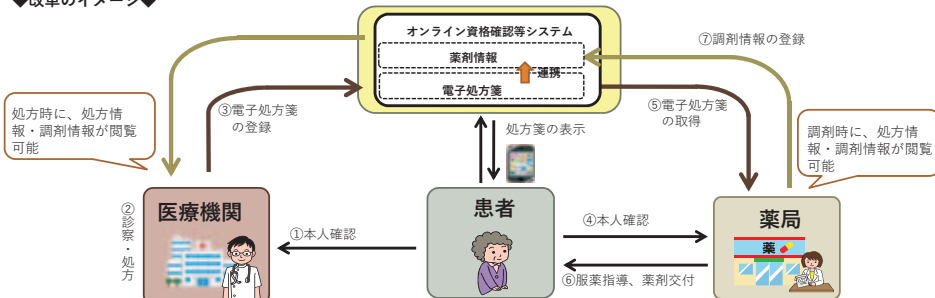 ◆改革のイメージ◆
オンライン資格確認等システム
薬剤情報
連携
電子処方箋
⑦調剤情報の登録
③電子処方箋
の登録
⑤電子処方箋
の取得
処方箋の表示
処方時に、処方情
報・調剤情報が閲覧
可能
調剤時に、処方情
報・調剤情報が閲覧
可能
②診察・処方
医療機関
①本人確認
患者
④本人確認
⑥服薬指導、薬剤交付
薬局
薬